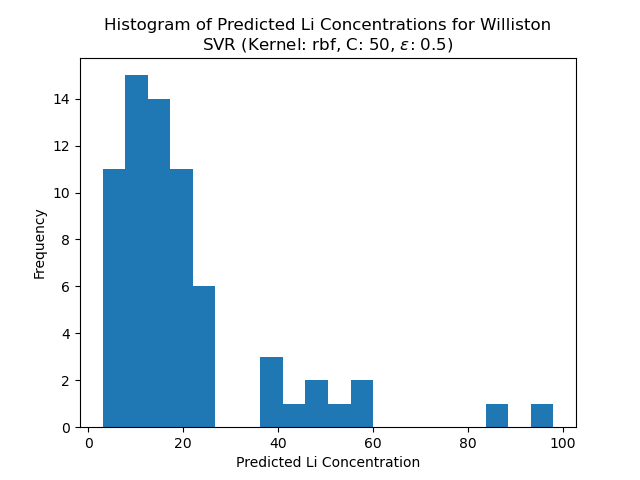 Histogram of Predicted Li Concentrations for Williston
SVR (Kernel: rbf, C: 50, ε: 0.5)
14
12
10
8
6
4
2
0
Frequency
0 20 40 60 80 100
Predicted Li Concentration